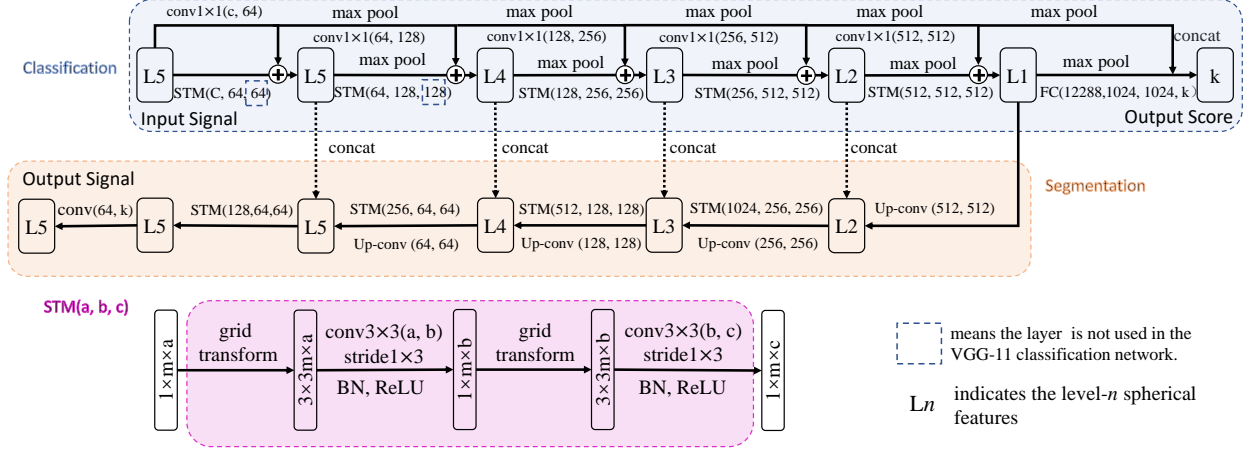 conv1×1(c, 64)
max pool
max pool
max pool
max pool
max pool
conv1×1(64, 128)
conv1×1(128, 256)
conv1×1(256, 512)
conv1×1(512, 512)
concat
Classification
L5
L5
max pool
L4
max pool
L3
max pool
L2
max pool
L1
max pool
k
STM(C, 64, 64)
STM(64, 128, 128)
STM(128, 256, 256)
STM(256, 512, 512)
STM(512, 512, 512)
FC(12288,1024, 1024, k)
Input Signal
Output Score
concat
concat
concat
concat
Output Signal
Segmentation
L5
conv(64, k)
L5
STM(128,64,64)
L5
STM(256, 64, 64)
Up-conv (64, 64)
L4
STM(512, 128, 128)
Up-conv (128, 128)
L3
STM(1024, 256, 256)
Up-conv (256, 256)
L2
Up-conv (512, 512)
STM(a, b, c)
1×m×a
grid
transform
3×3m×a
conv3×3(a, b)
stride1×3
BN, ReLU
1×m×b
grid
transform
3×3m×b
conv3×3(b, c)
stride1×3
BN, ReLU
1×m×c
means the layer is not used in the
VGG-11 classification network.
Ln indicates the level-n spherical
features